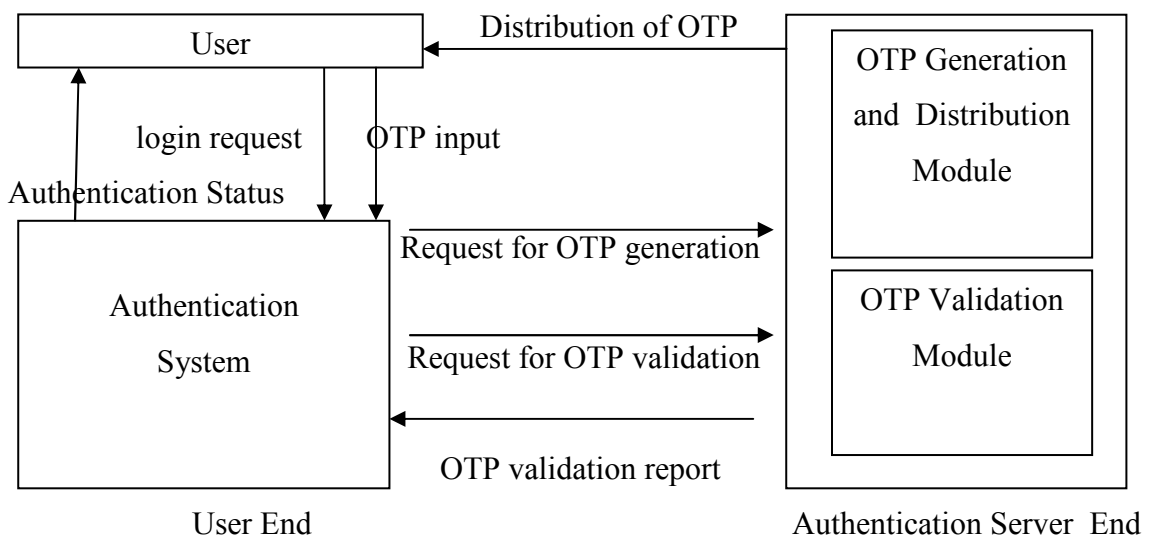 User
Distribution of OTP
OTP Generation
and Distribution
Module
login request
OTP input
Authentication Status
Request for OTP generation
Authentication
System
OTP Validation
Module
Request for OTP validation
OTP validation report
User End
Authentication Server End